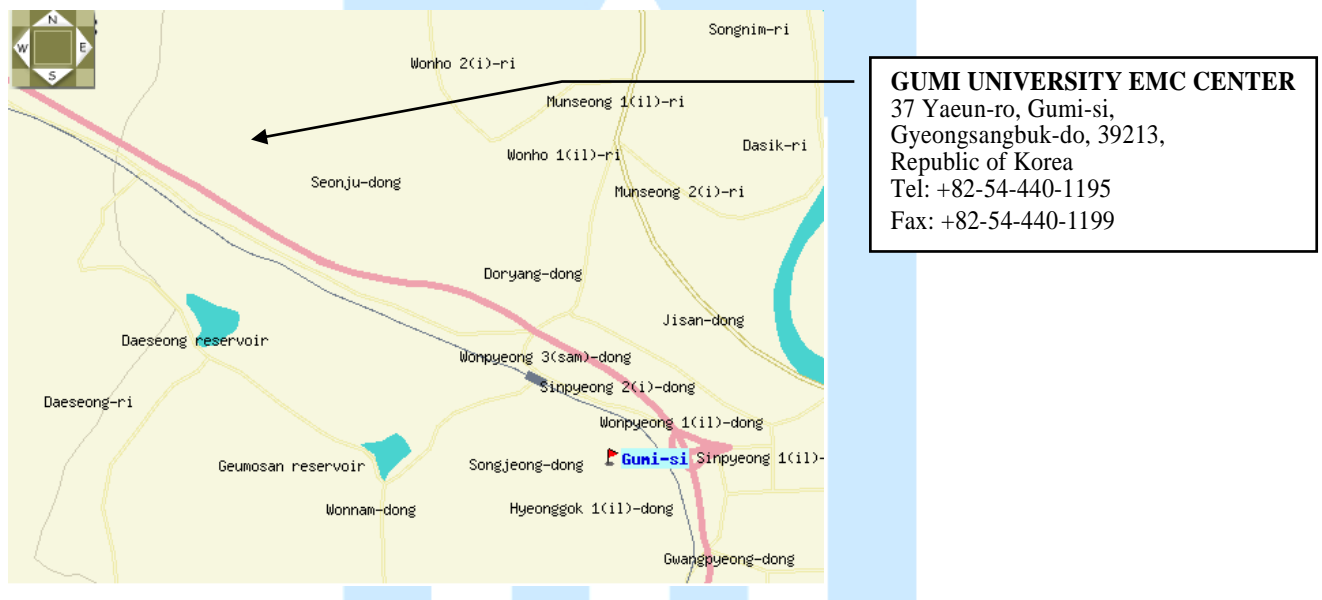 N
W E
S
Songnim-ri
Wonho 2(i)-ri
Munseong 1(il)-ri
Dasik-ri
Wonho 1(il)-ri
Seonju-dong
Munseong 2(i)-ri
Doryang-dong
Jisan-dong
Daeseong reservoir
Wonpyeong 3(sam)-dong
Sinpyeong 2(i)-dong
Daeseong-ri
Wonpyeong 1(il)-dong
Gumi-si
Sinpyeong 1(il)-
Geumosan reservoir
Songjeong-dong
Wonnam-dong
Hyeonggok 1(il)-dong
Gwangpyeong-dong
GUMI UNIVERSITY EMC CENTER
37 Yaeun-ro, Gumi-si,
Gyeongsangbuk-do, 39213,
Republic of Korea
Tel: +82-54-440-1195
Fax: +82-54-440-1199